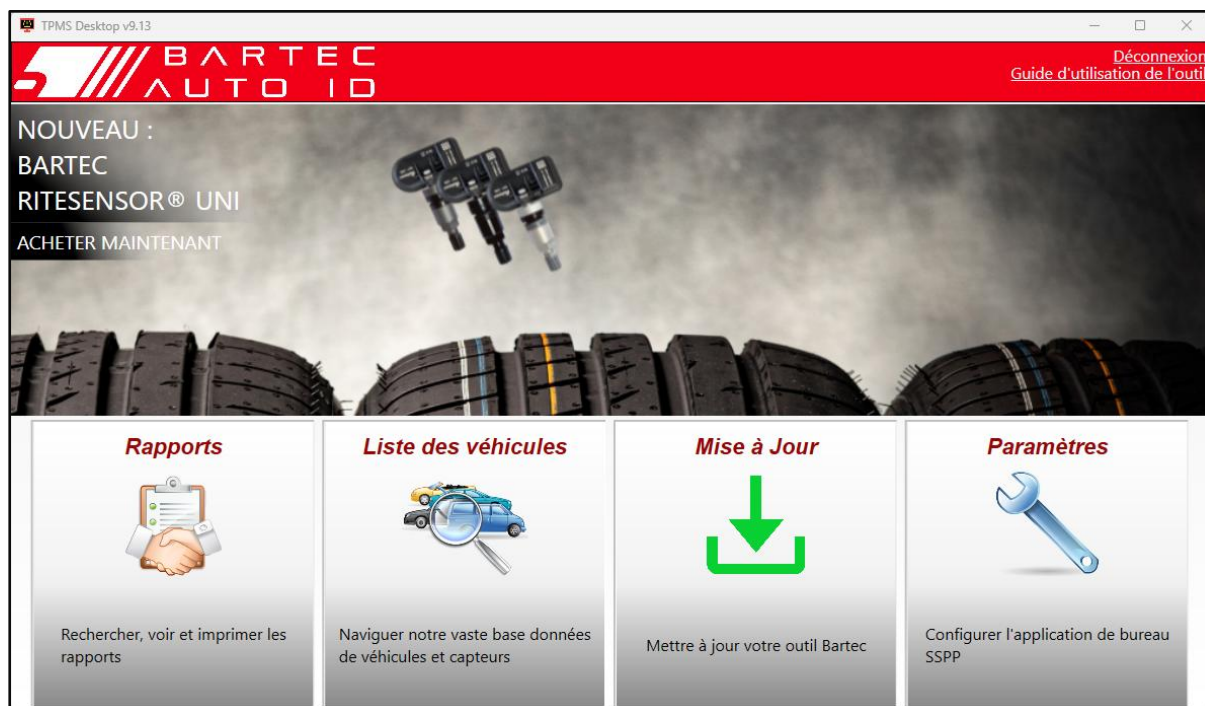 TPMS Desktop v9.13
BARTEC
AUTO ID
Déconnexion
Guide d'utilisation de l'outil
NOUVEAU :
BARTEC
RITESENSOR® UNI
ACHETER MAINTENANT
Rapports
Rechercher, voir et imprimer les
rapports
Liste des véhicules
Naviguer notre vaste base données
de véhicules et capteurs
Mise à Jour
Mettre à jour votre outil Bartec
Paramètres
Configurer l'application de bureau
SSPP